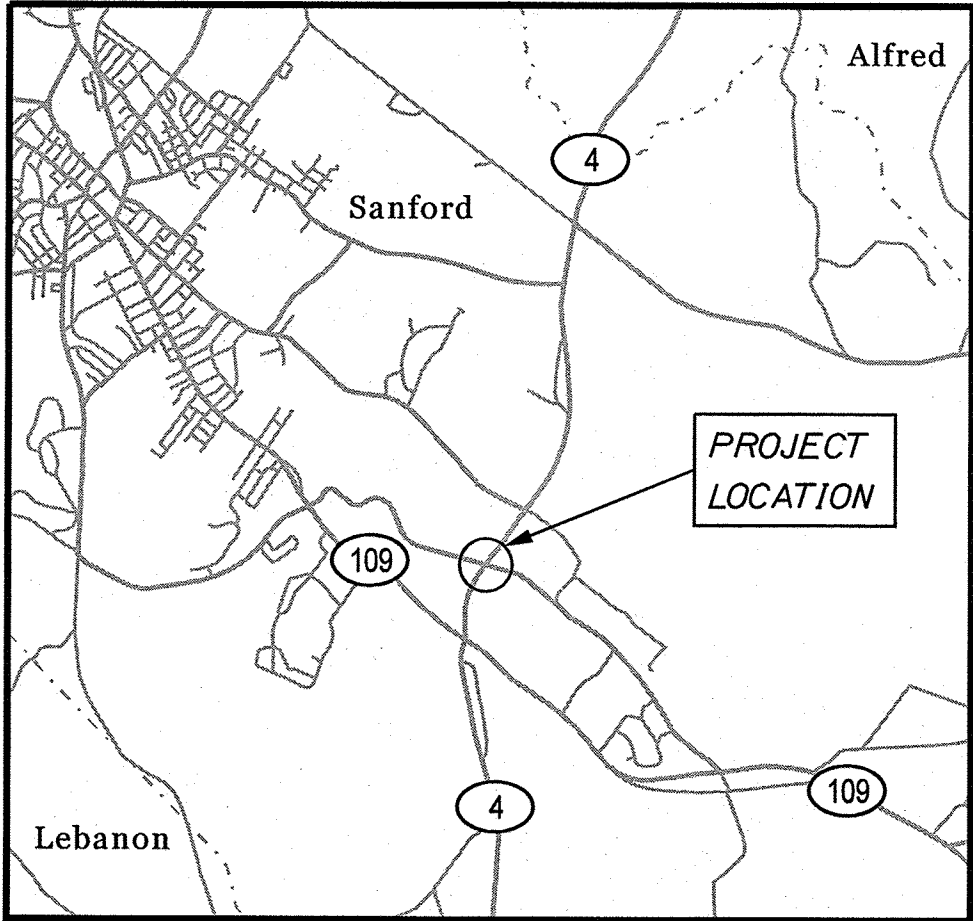 Alfred
4
Sanford
PROJECT
LOCATION
109
109
4
Lebanon